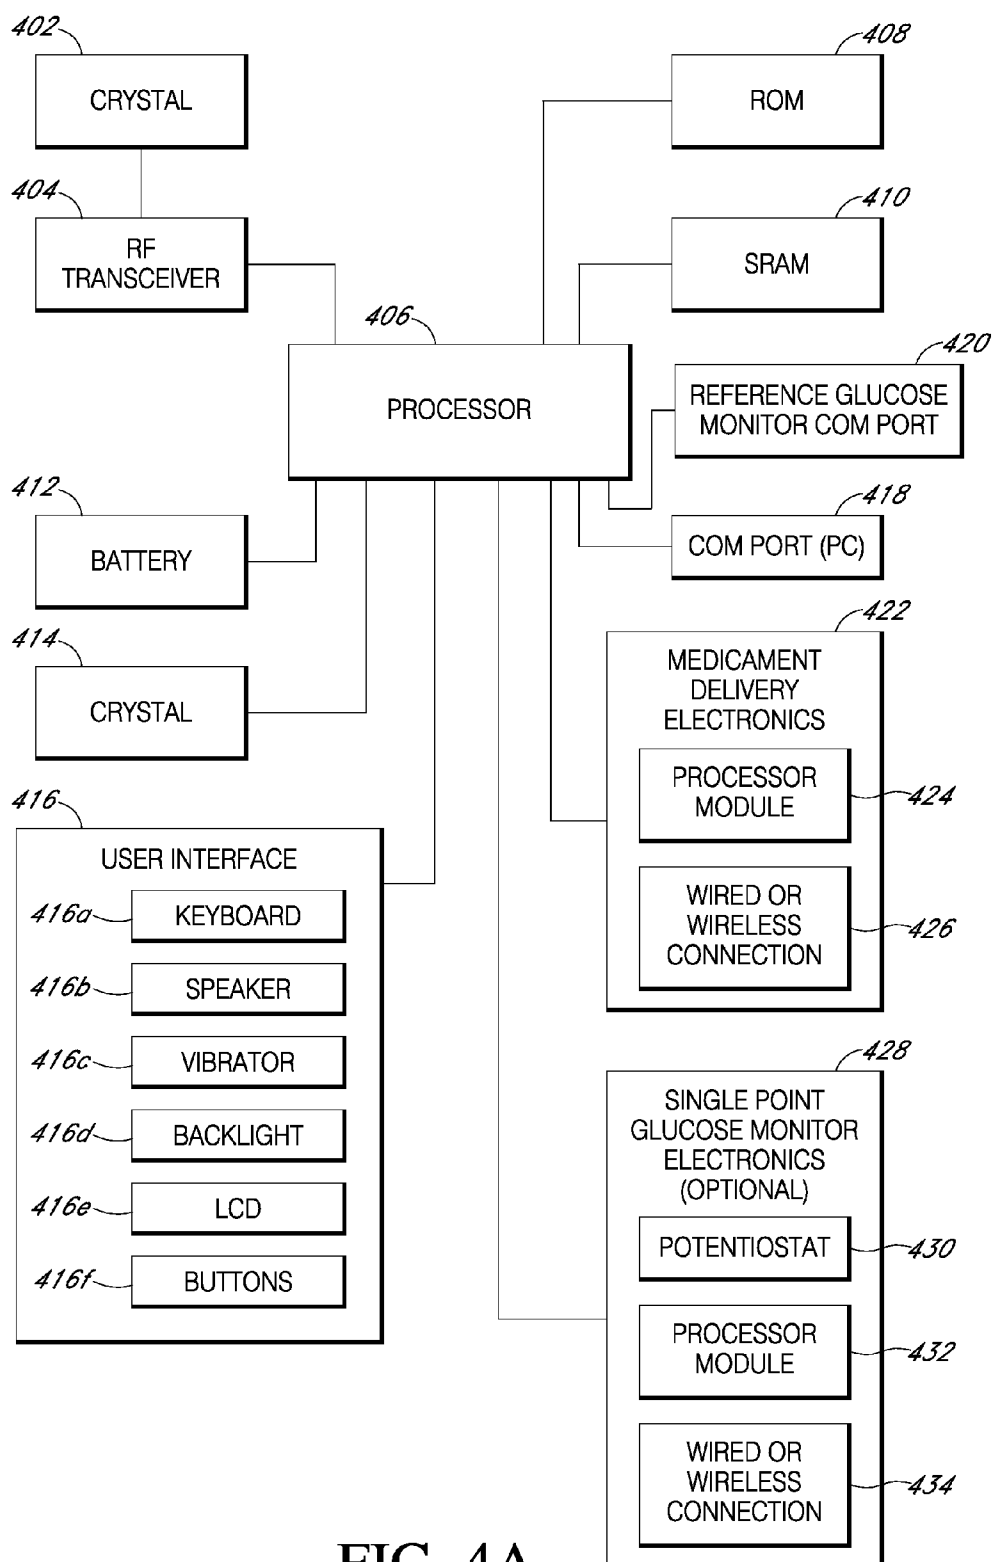 402
CRYSTAL
404
RF
TRANSCEIVER
408
ROM
410
SRAM
406
PROCESSOR
420
REFERENCE GLUCOSE
MONITOR COM PORT
418
COM PORT (PC)
412
BATTERY
414
CRYSTAL
416
USER INTERFACE
416a
KEYBOARD
416b
SPEAKER
416c
VIBRATOR
416d
BACKLIGHT
416e
LCD
416f
BUTTONS
422
MEDICAMENT
DELIVERY
ELECTRONICS
PROCESSOR
MODULE
424
WIRED OR
WIRELESS
CONNECTION
426
428
SINGLE POINT
GLUCOSE MONITOR
ELECTRONICS
(OPTIONAL)
POTENTIOSTAT
430
PROCESSOR
MODULE
432
WIRED OR
WIRELESS
CONNECTION
434
FIG. 4A